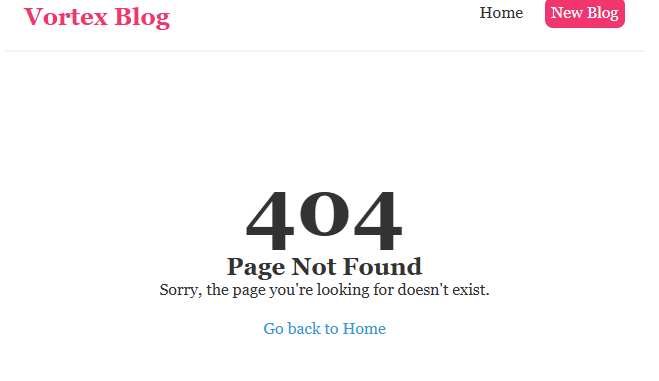 Vortex Blog
Home
New Blog
404
Page Not Found
Sorry, the page you're looking for doesn't exist.
Go back to Home